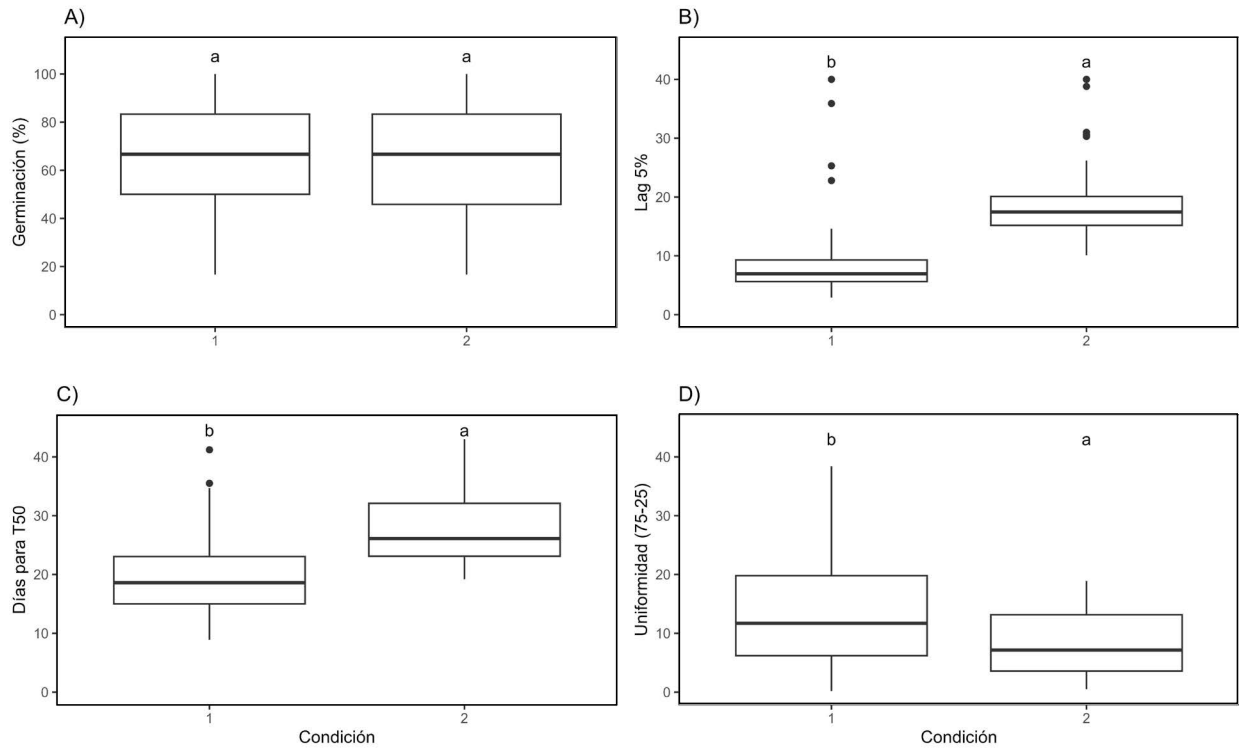 A)
a
a
Germinación (%)
100
80
60
40
20
0
1
2
B)
b
a
Lag 5%
40
30
20
10
0
1
2
C)
b
a
Días para T50
40
30
20
10
0
1
2
Condición
D)
b
a
Uniformidad (75-25)
40
30
20
10
0
1
2
Condición